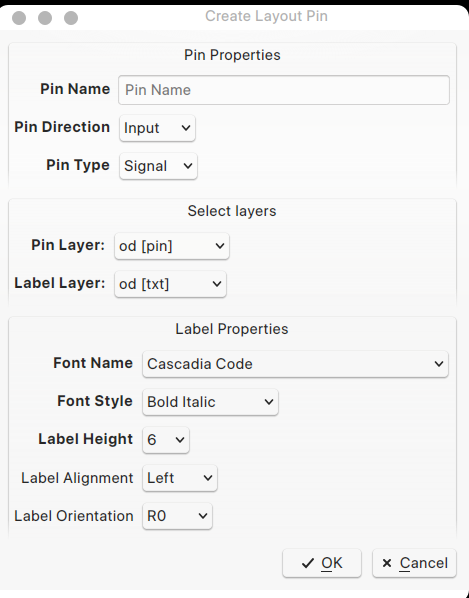 Create Layout Pin
Pin Properties
Pin Name Pin Name
Pin Direction Input
Pin Type Signal
Select layers
Pin Layer: od [pin]
Label Layer: od [txt]
Label Properties
Font Name Cascadia Code
Font Style Bold Italic
Label Height 6
Label Alignment Left
Label Orientation R0
OK Cancel